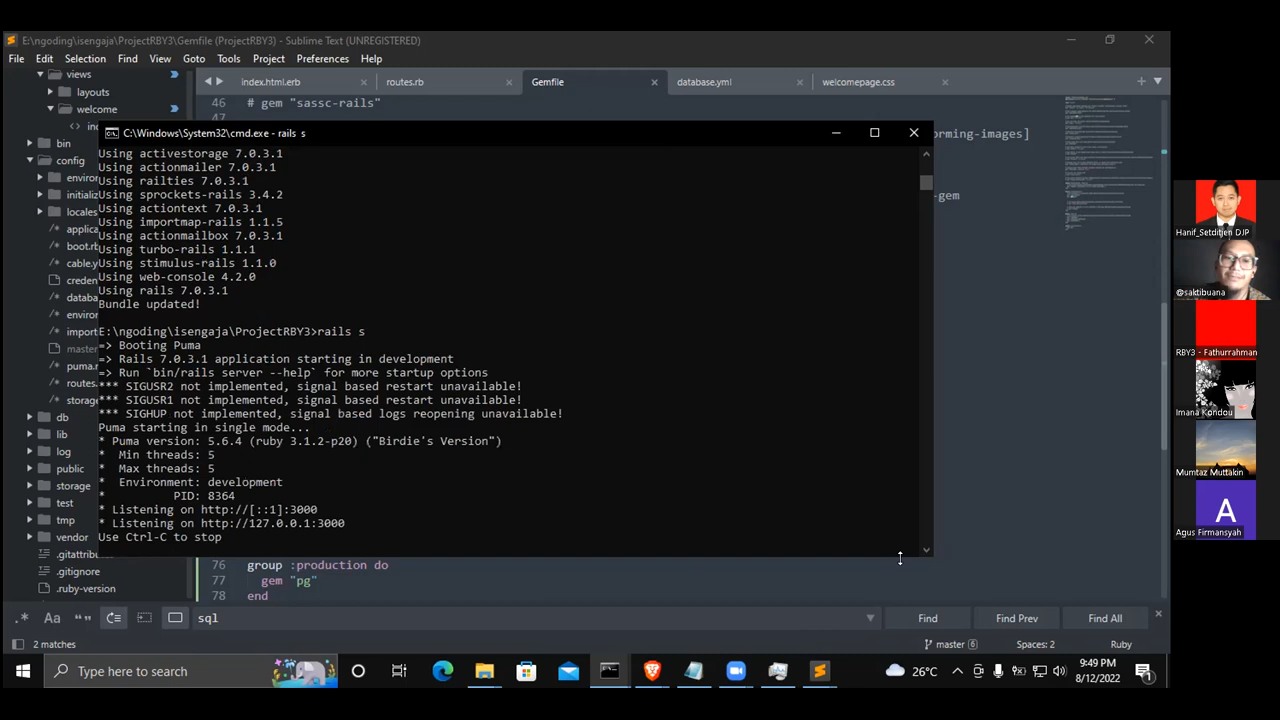 E:\ngoding\isengaja\ProjectRBY3\Gemfile (ProjectRBY3) - Sublime Text (UNREGISTERED)
File Edit Selection Find View Goto Tools Project Preferences Help
views
layouts
welcome
bin
config
environ
initializ
locales
applica
boot.rb
cable.y
creden
databa
environ
import
master
puma.r
routes.
storag
db
lib
log
public
storage
test
tmp
vendor
.gitattribut
.gitignore
.ruby-version
index.html.erb
routes.rb
Gemfile
database.yml
welcomepage.css
46 # gem "sassc-rails"
47
orming-images]
-gem
C:\Windows\System32\cmd.exe - rails s
Using activestorage 7.0.3.1
Using actionmailer 7.0.3.1
Using railties 7.0.3.1
Using sprockets-rails 3.4.2
Using actiontext 7.0.3.1
Using importmap-rails 1.1.5
Using actionmailbox 7.0.3.1
Using turbo-rails 1.1.1
Using stimulus-rails 1.1.0
Using web-console 4.2.0
Using rails 7.0.3.1
Bundle updated!
E:\ngoding\isengaja\ProjectRBY3>rails s
=> Booting Puma
=> Rails 7.0.3.1 application starting in development
=> Run `bin/rails server --help` for more startup options
*** SIGUSR2 not implemented, signal based restart unavailable!
*** SIGUSR1 not implemented, signal based restart unavailable!
*** SIGHUP not implemented, signal based logs reopening unavailable!
Puma starting in single mode...
* Puma version: 5.6.4 (ruby 3.1.2-p20) ("Birdie's Version")
*  Min threads: 5
*  Max threads: 5
*  Environment: development
*          PID: 8364
* Listening on http://[::1]:3000
* Listening on http://127.0.0.1:3000
Use Ctrl-C to stop
76 group :production do
77 gem "pg"
78 end
.* Aa “ ” sql Find Find Prev Find All
2 matches master 6 Spaces: 2 Ruby
Type here to search
26°C
9:49 PM
8/12/2022
1
Hanif_Setditjen DJP
@saktibuana
RBY3 - Fathurrahman
Imana Kondou
Mumtaz Muttakin
A
Agus Firmansyah